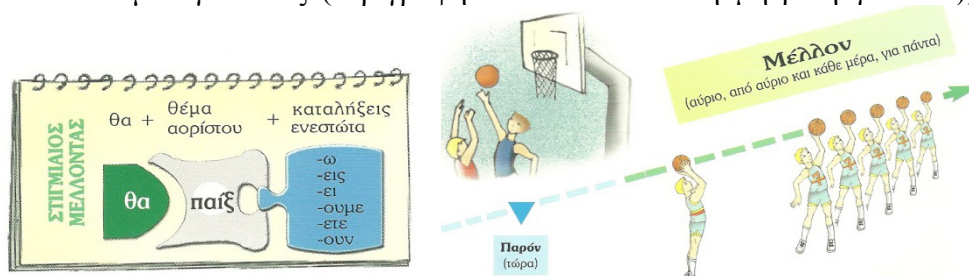 ΣΤΙΓΜΙΑΙΟΣ
ΜΕΛΛΟΝΤΑΣ
θα + θέμα αορίστου + καταλήξεις ενεστώτα
θα
παίξ
-ω
-εις
-ει
-ουμε
-ετε
-ουν
Μέλλον
(αύριο, από αύριο και κάθε μέρα, για πάντα)
Παρόν
(τώρα)